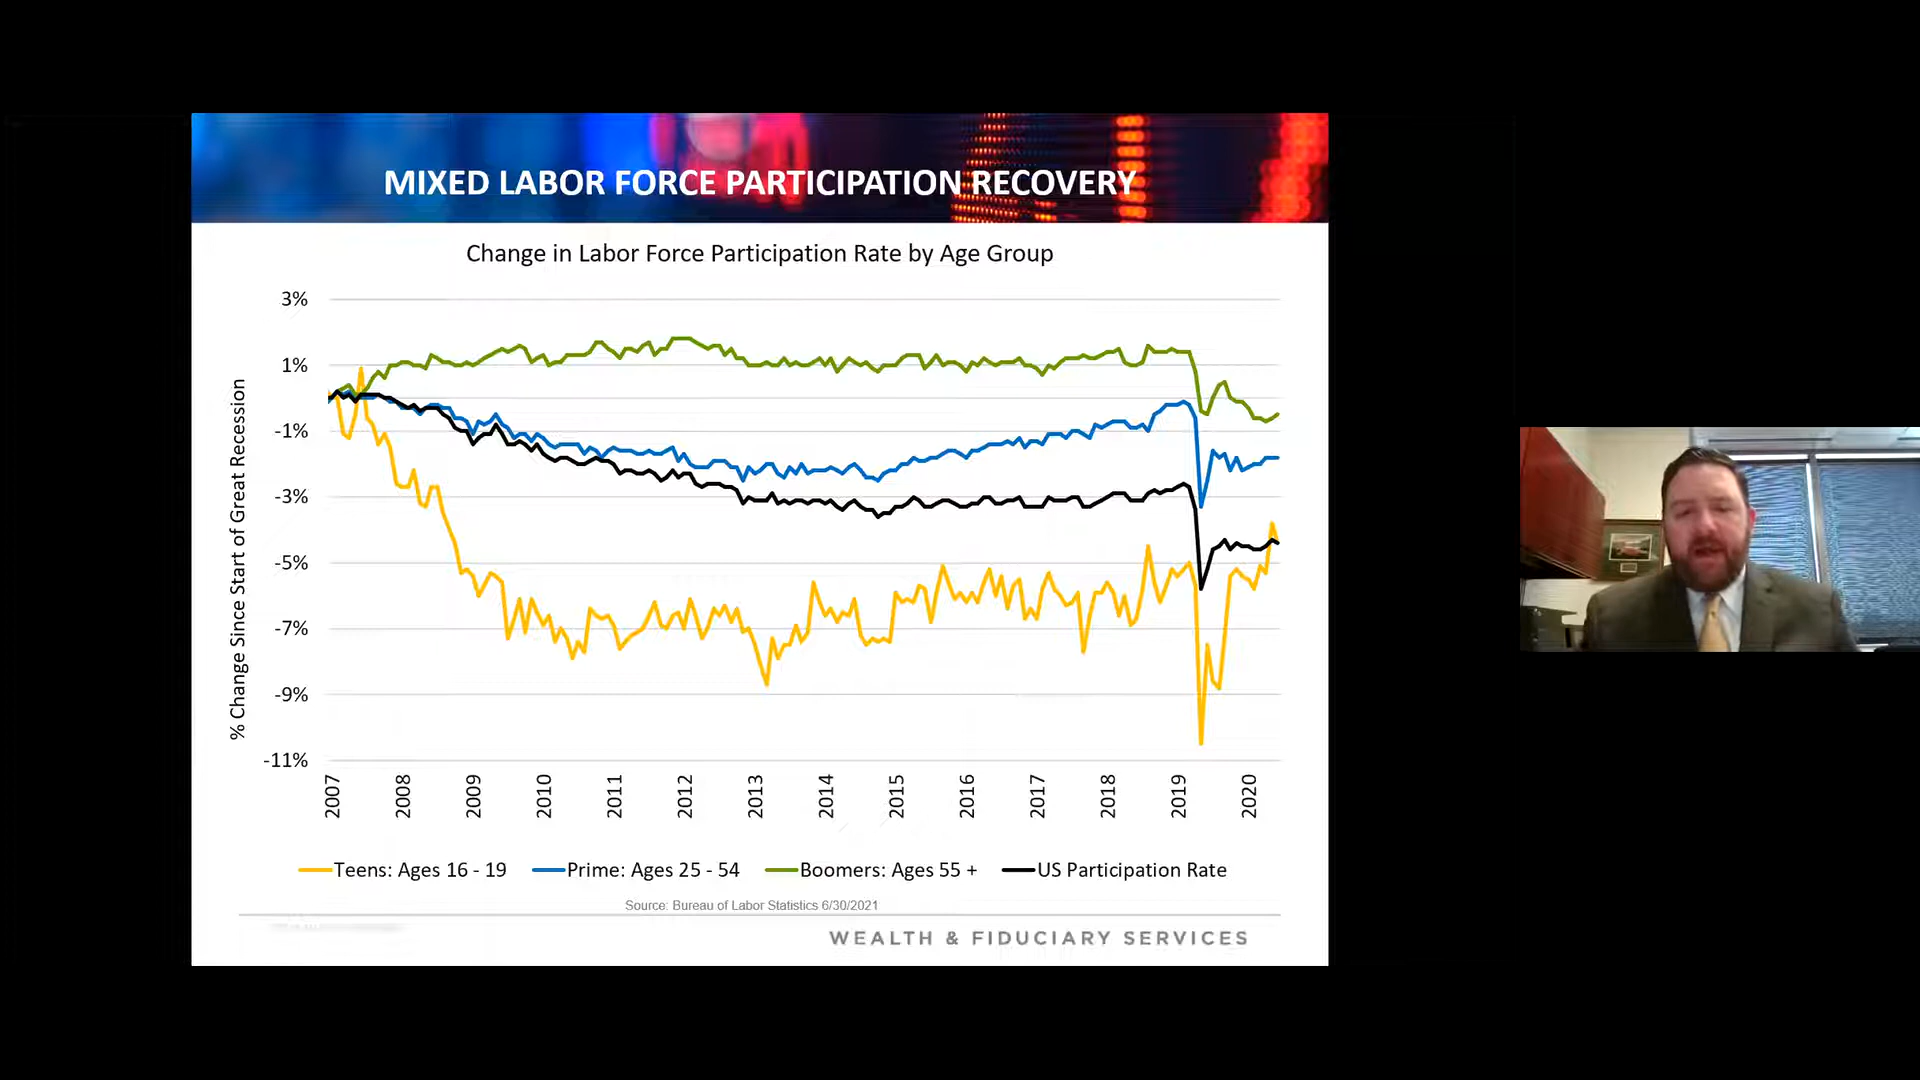 MIXED LABOR FORCE PARTICIPATION RECOVERY
Change in Labor Force Participation Rate by Age Group
% Change Since Start of Great Recession
3%
1%
-1%
-3%
-5%
-7%
-9%
-11%
2007 2008 2009 2010 2011 2012 2013 2014 2015 2016 2017 2018 2019 2020
Teens: Ages 16 - 19 Prime: Ages 25 - 54 Boomers: Ages 55 + US Participation Rate
Source: Bureau of Labor Statistics 6/30/2021
WEALTH & FIDUCIARY SERVICES